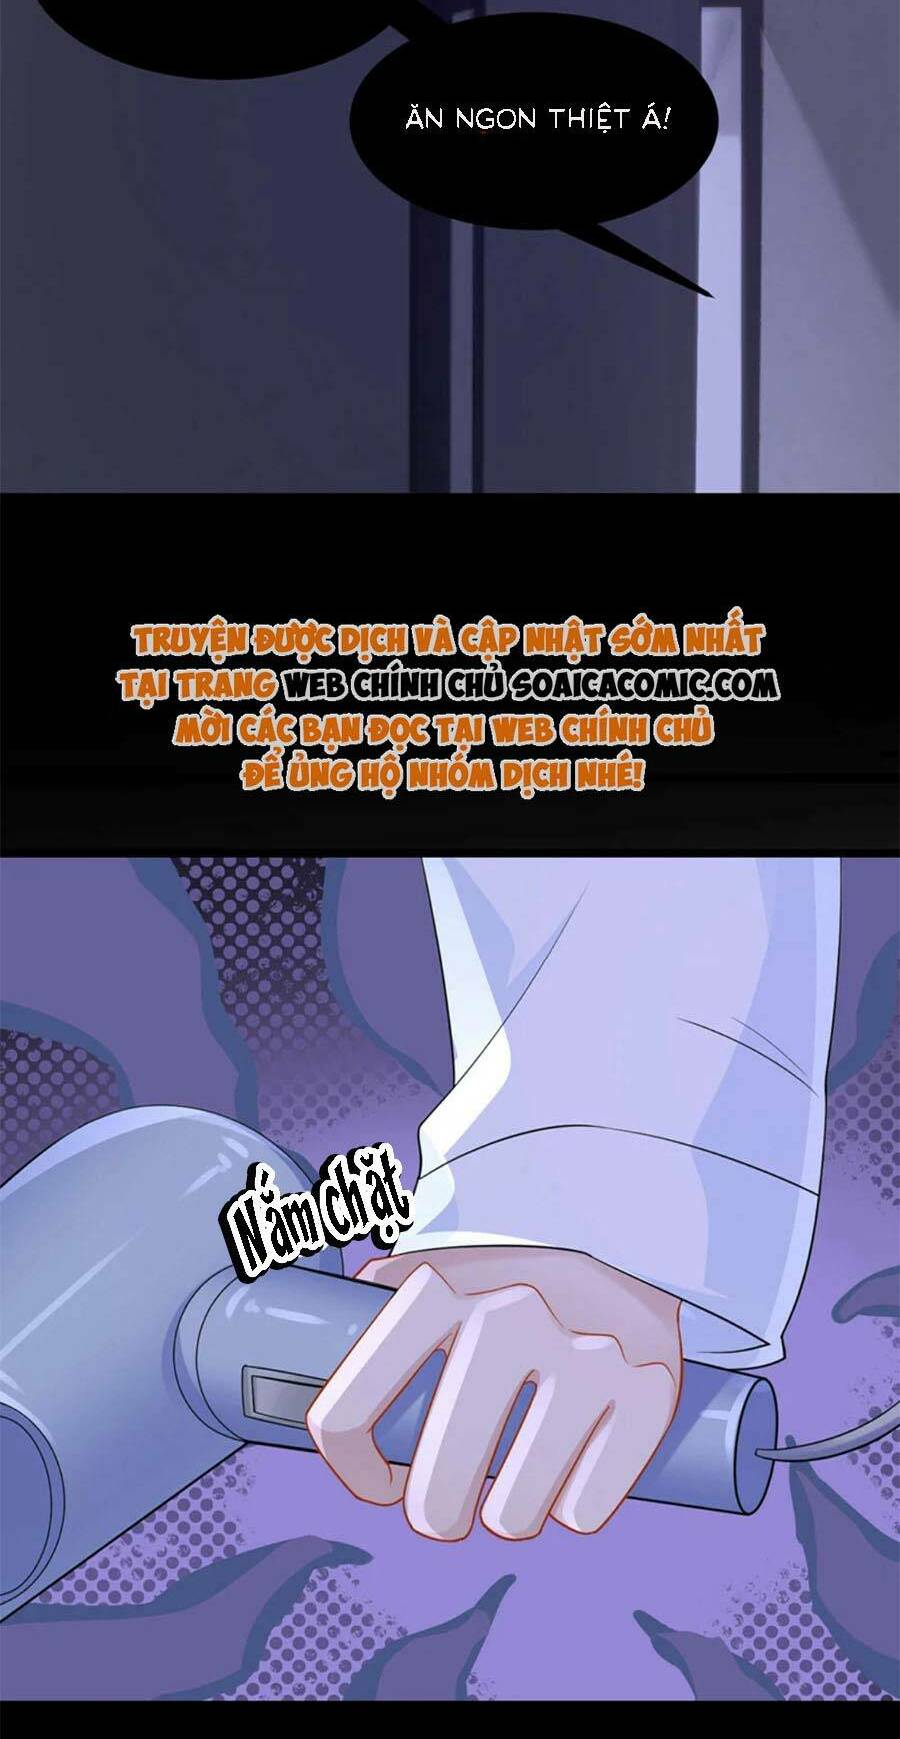 ĂN NGON THIỆT Á!
TRUYỆN ĐƯỢC DỊCH VÀ CẬP NHẬT SỚM NHẤT
TẠI TRANG WEB CHÍNH CHỦ SOAICACOMIC.COM
MỜI CÁC BẠN ĐỌC TẠI WEB CHÍNH CHỦ
ĐỂ ỦNG HỘ NHÓM DỊCH NHÉ!
Nắm chặt